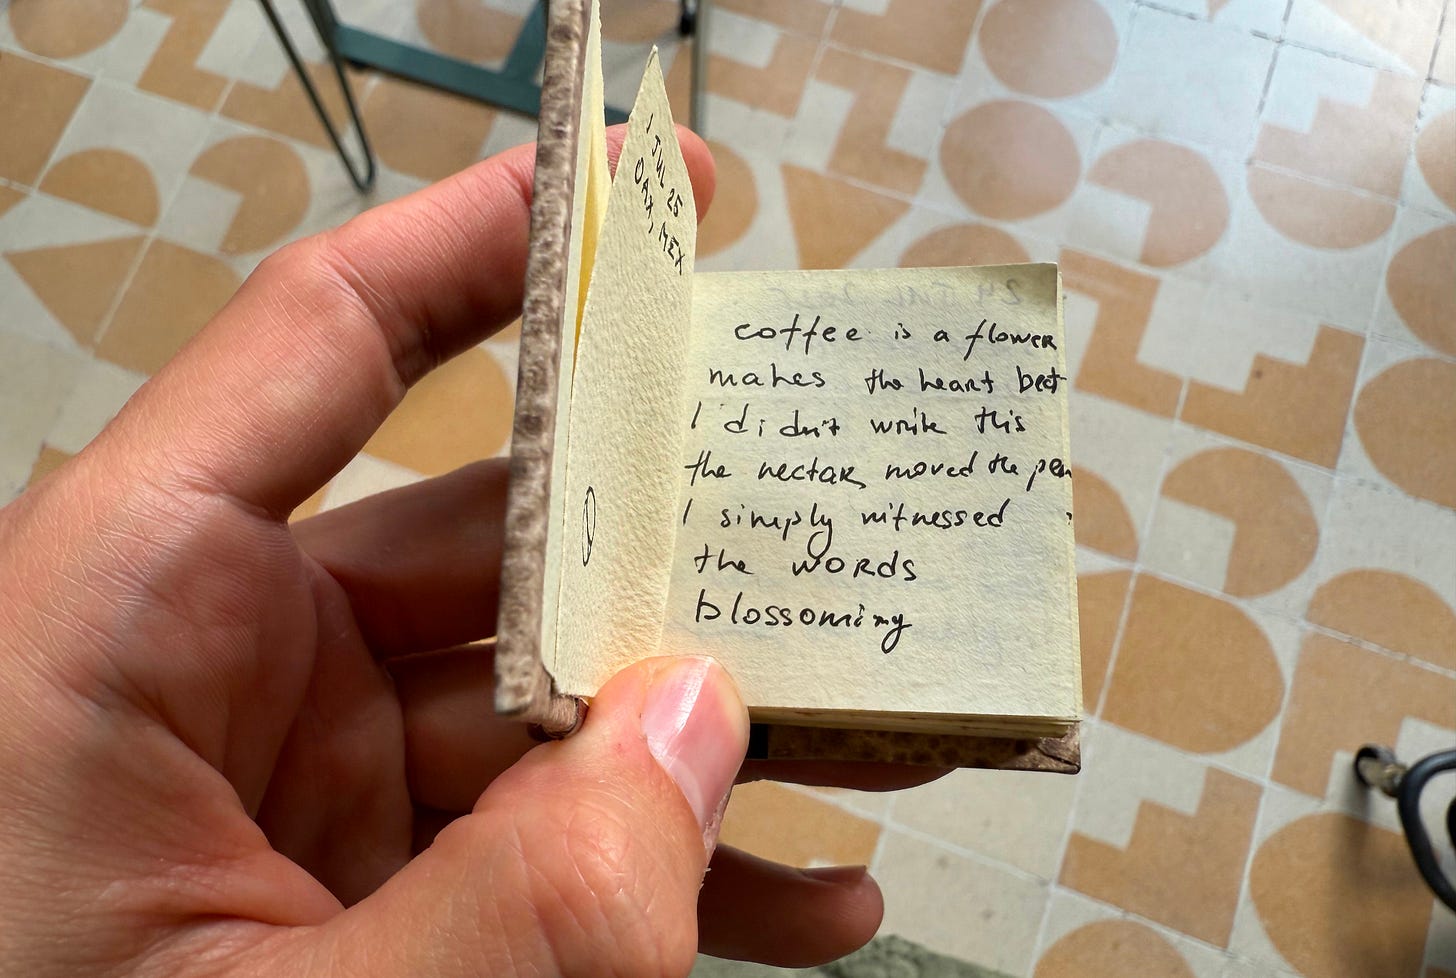 1 JUL 25
OAX, MEX
coffee is a flower
makes the heart beat
I didn't write this
the nectar moved the pen
I simply witnessed
the words
blossoming